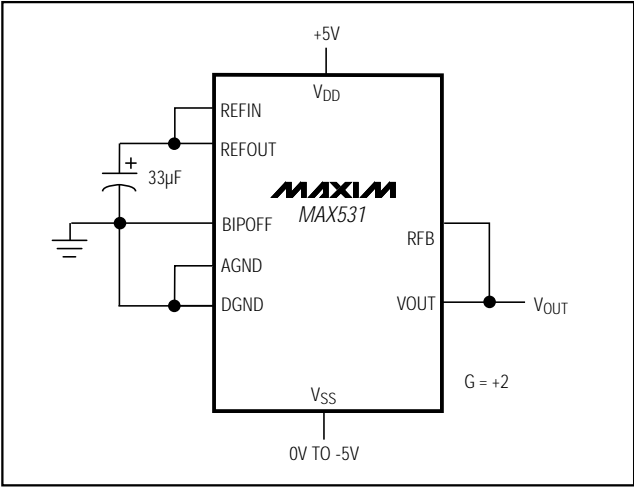 +5V
VDD
REFIN
REFOUT
+
33µF
MAXIM
MAX531
BIPOFF
RFB
AGND
DGND
VOUT
VOUT
G = +2
VSS
0V TO -5V